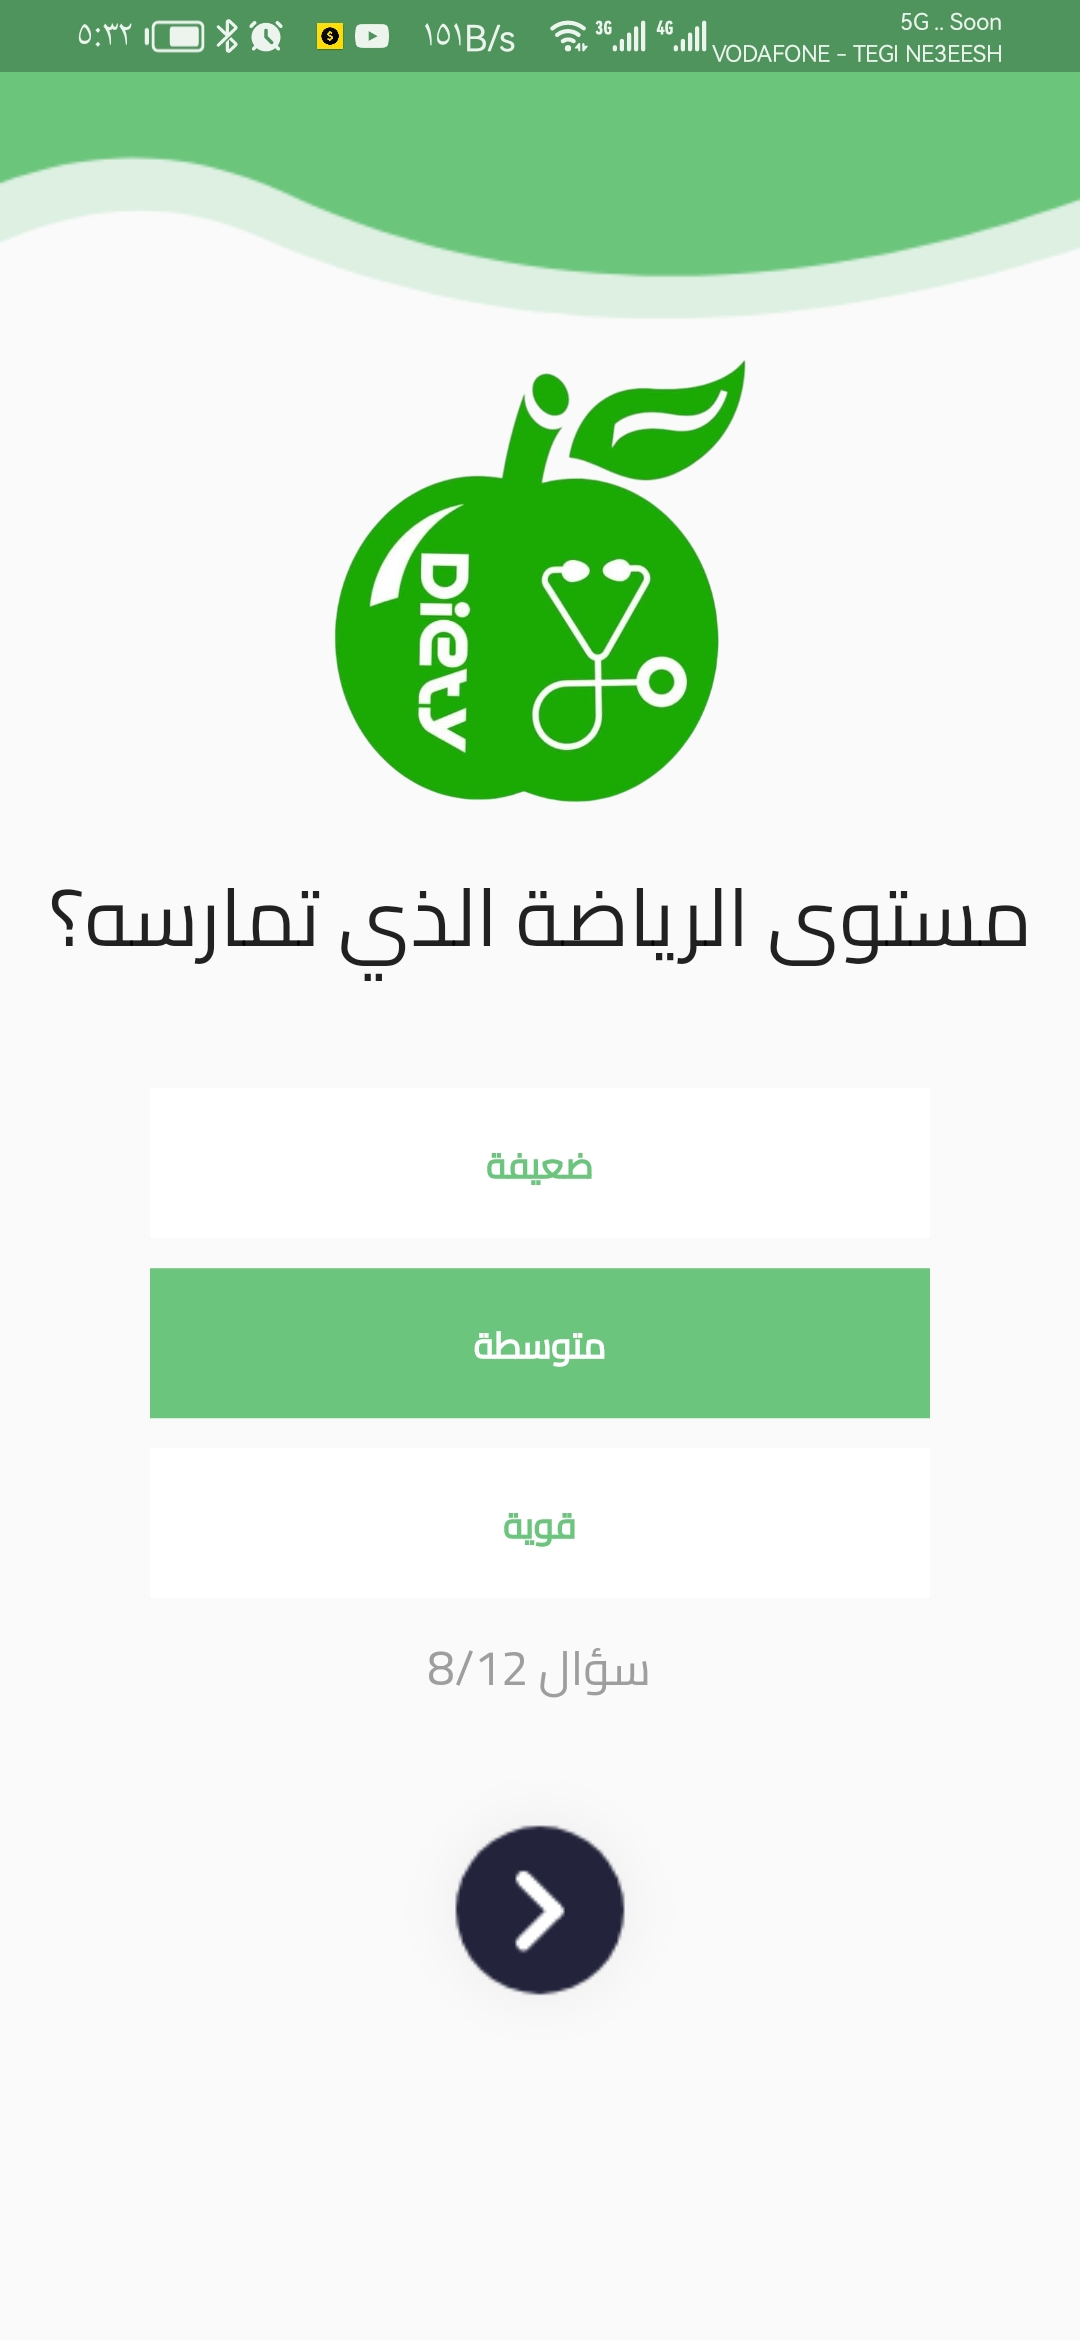 5G .. Soon
VODAFONE - TEGI NE3EESH
4G
3G
١٥١B/s
٥:٣٢
Diety
مستوى الرياضة الذي تمارسه؟
ضعيفة
متوسطة
قوية
سؤال 8/12